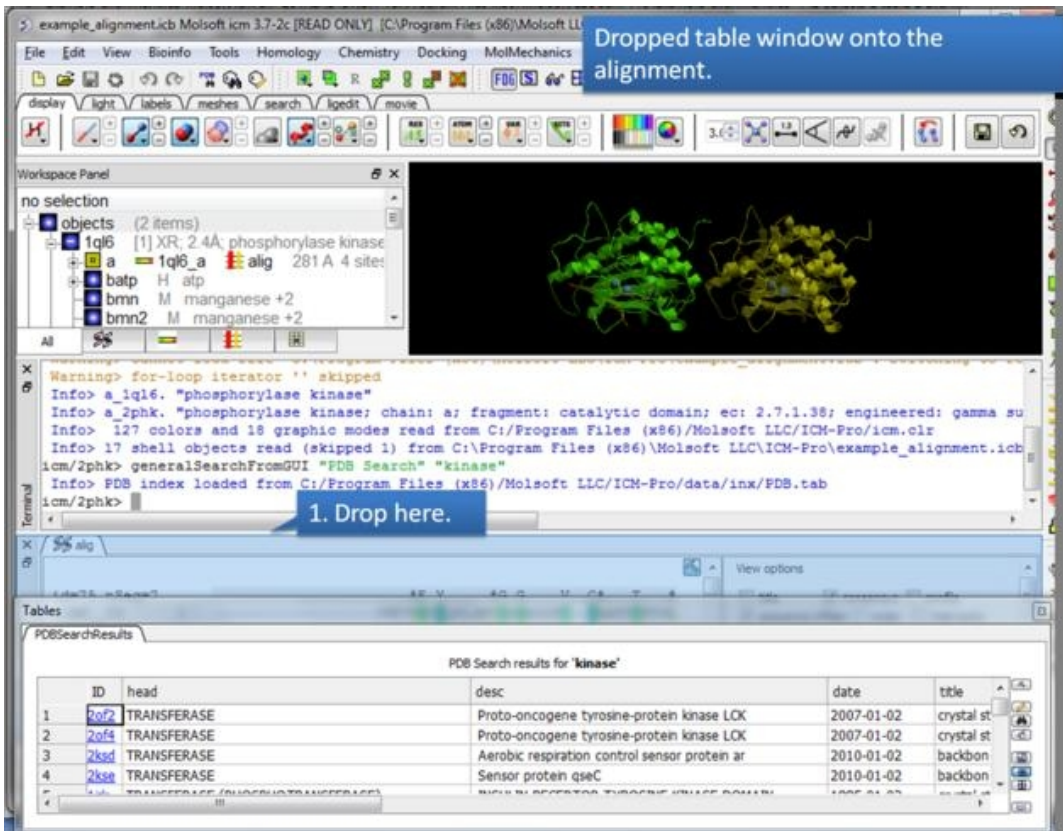 example_alignment.icb Molsoft icm 3.7-2c [READ ONLY] [C:\Program Files (x86)\Molsoft LL
Dropped table window onto the
alignment.
File Edit View Bioinfo Tools Homology Chemistry Docking MolMechanics
display light labels meshes search ligedit movie
Workspace Panel
no selection
objects (2 items)
1ql6 [1] XR; 2.4Å; phosphorylase kinase
a 1ql6_a alig 281 A 4 sites
batp H atp
bmn M manganese +2
bmn2 M manganese +2
All
Warning> for-loop iterator '' skipped
Info> a_1ql6. "phosphorylase kinase"
Info> a_2phk. "phosphorylase kinase; chain: a; fragment: catalytic domain; ec: 2.7.1.38; engineered: gamma su
Info> 127 colors and 18 graphic modes read from C:/Program Files (x86)/Molsoft LLC/ICM-Pro/icm.clr
Info> 17 shell objects read (skipped 1) from C:\Program Files (x86)\Molsoft LLC\ICM-Pro\example_alignment.icb
icm/2phk> generalSearchFromGUI "PDB Search" "kinase"
Info> PDB index loaded from C:/Program Files (x86)/Molsoft LLC/ICM-Pro/data/inx/PDB.tab
icm/2phk>
Terminal
1. Drop here.
alig
View options
Tables
PDBSearchResults
PDB Search results for 'kinase'
ID head desc date title
1 2of2 TRANSFERASE Proto-oncogene tyrosine-protein kinase LCK 2007-01-02 crystal st
2 2of4 TRANSFERASE Proto-oncogene tyrosine-protein kinase LCK 2007-01-02 crystal st
3 2ksd TRANSFERASE Aerobic respiration control sensor protein ar 2010-01-02 backbon
4 2kse TRANSFERASE Sensor protein qseC 2010-01-02 backbon